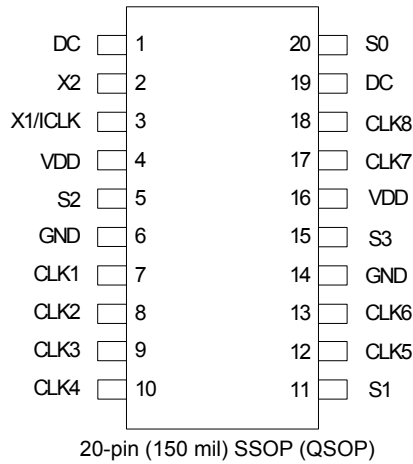 DC 1 20 S0
X2 2 19 DC
X1/ICLK 3 18 CLK8
VDD 4 17 CLK7
S2 5 16 VDD
GND 6 15 S3
CLK1 7 14 GND
CLK2 8 13 CLK6
CLK3 9 12 CLK5
CLK4 10 11 S1
20-pin (150 mil) SSOP (QSOP)